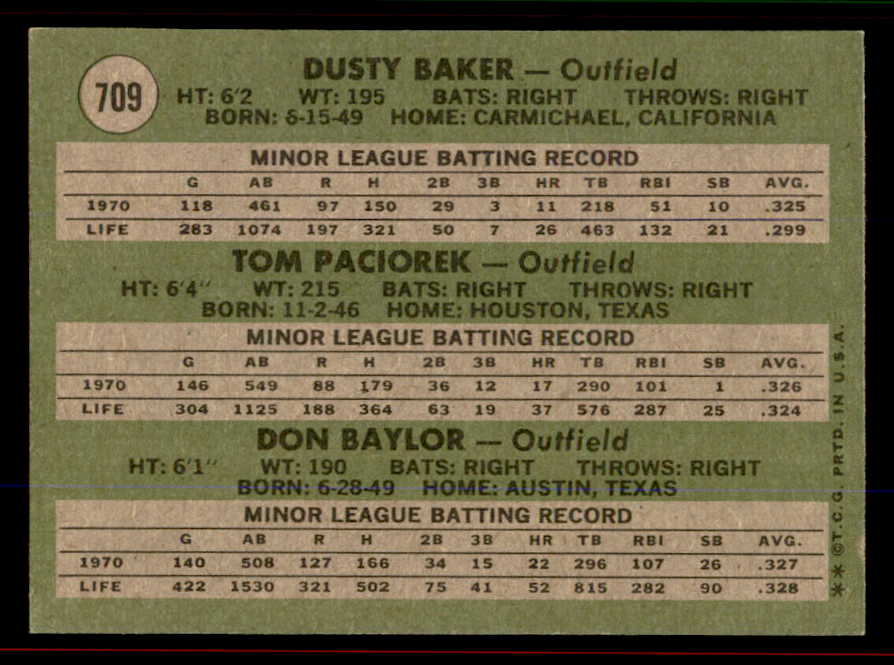 709
DUSTY BAKER — Outfield
HT: 6'2 WT: 195 BATS: RIGHT THROWS: RIGHT
BORN: 6-15-49 HOME: CARMICHAEL, CALIFORNIA
MINOR LEAGUE BATTING RECORD
G AB R H 2B 3B HR TB RBI SB AVG.
1970 118 461 97 150 29 3 11 218 51 10 .325
LIFE 283 1074 197 321 50 7 26 463 132 21 .299
TOM PACIOREK — Outfield
HT: 6'4" WT: 215 BATS: RIGHT THROWS: RIGHT
BORN: 11-2-46 HOME: HOUSTON, TEXAS
MINOR LEAGUE BATTING RECORD
G AB R H 2B 3B HR TB RBI SB AVG.
1970 146 549 88 179 36 12 17 290 101 1 .326
LIFE 304 1125 188 364 63 19 37 576 287 25 .324
DON BAYLOR — Outfield
HT: 6'1" WT: 190 BATS: RIGHT THROWS: RIGHT
BORN: 6-28-49 HOME: AUSTIN, TEXAS
MINOR LEAGUE BATTING RECORD
G AB R H 2B 3B HR TB RBI SB AVG.
1970 140 508 127 166 34 15 22 296 107 26 .327
LIFE 422 1530 321 502 75 41 52 815 282 90 .328
** ©T.C.G. PRTD. IN U.S.A.